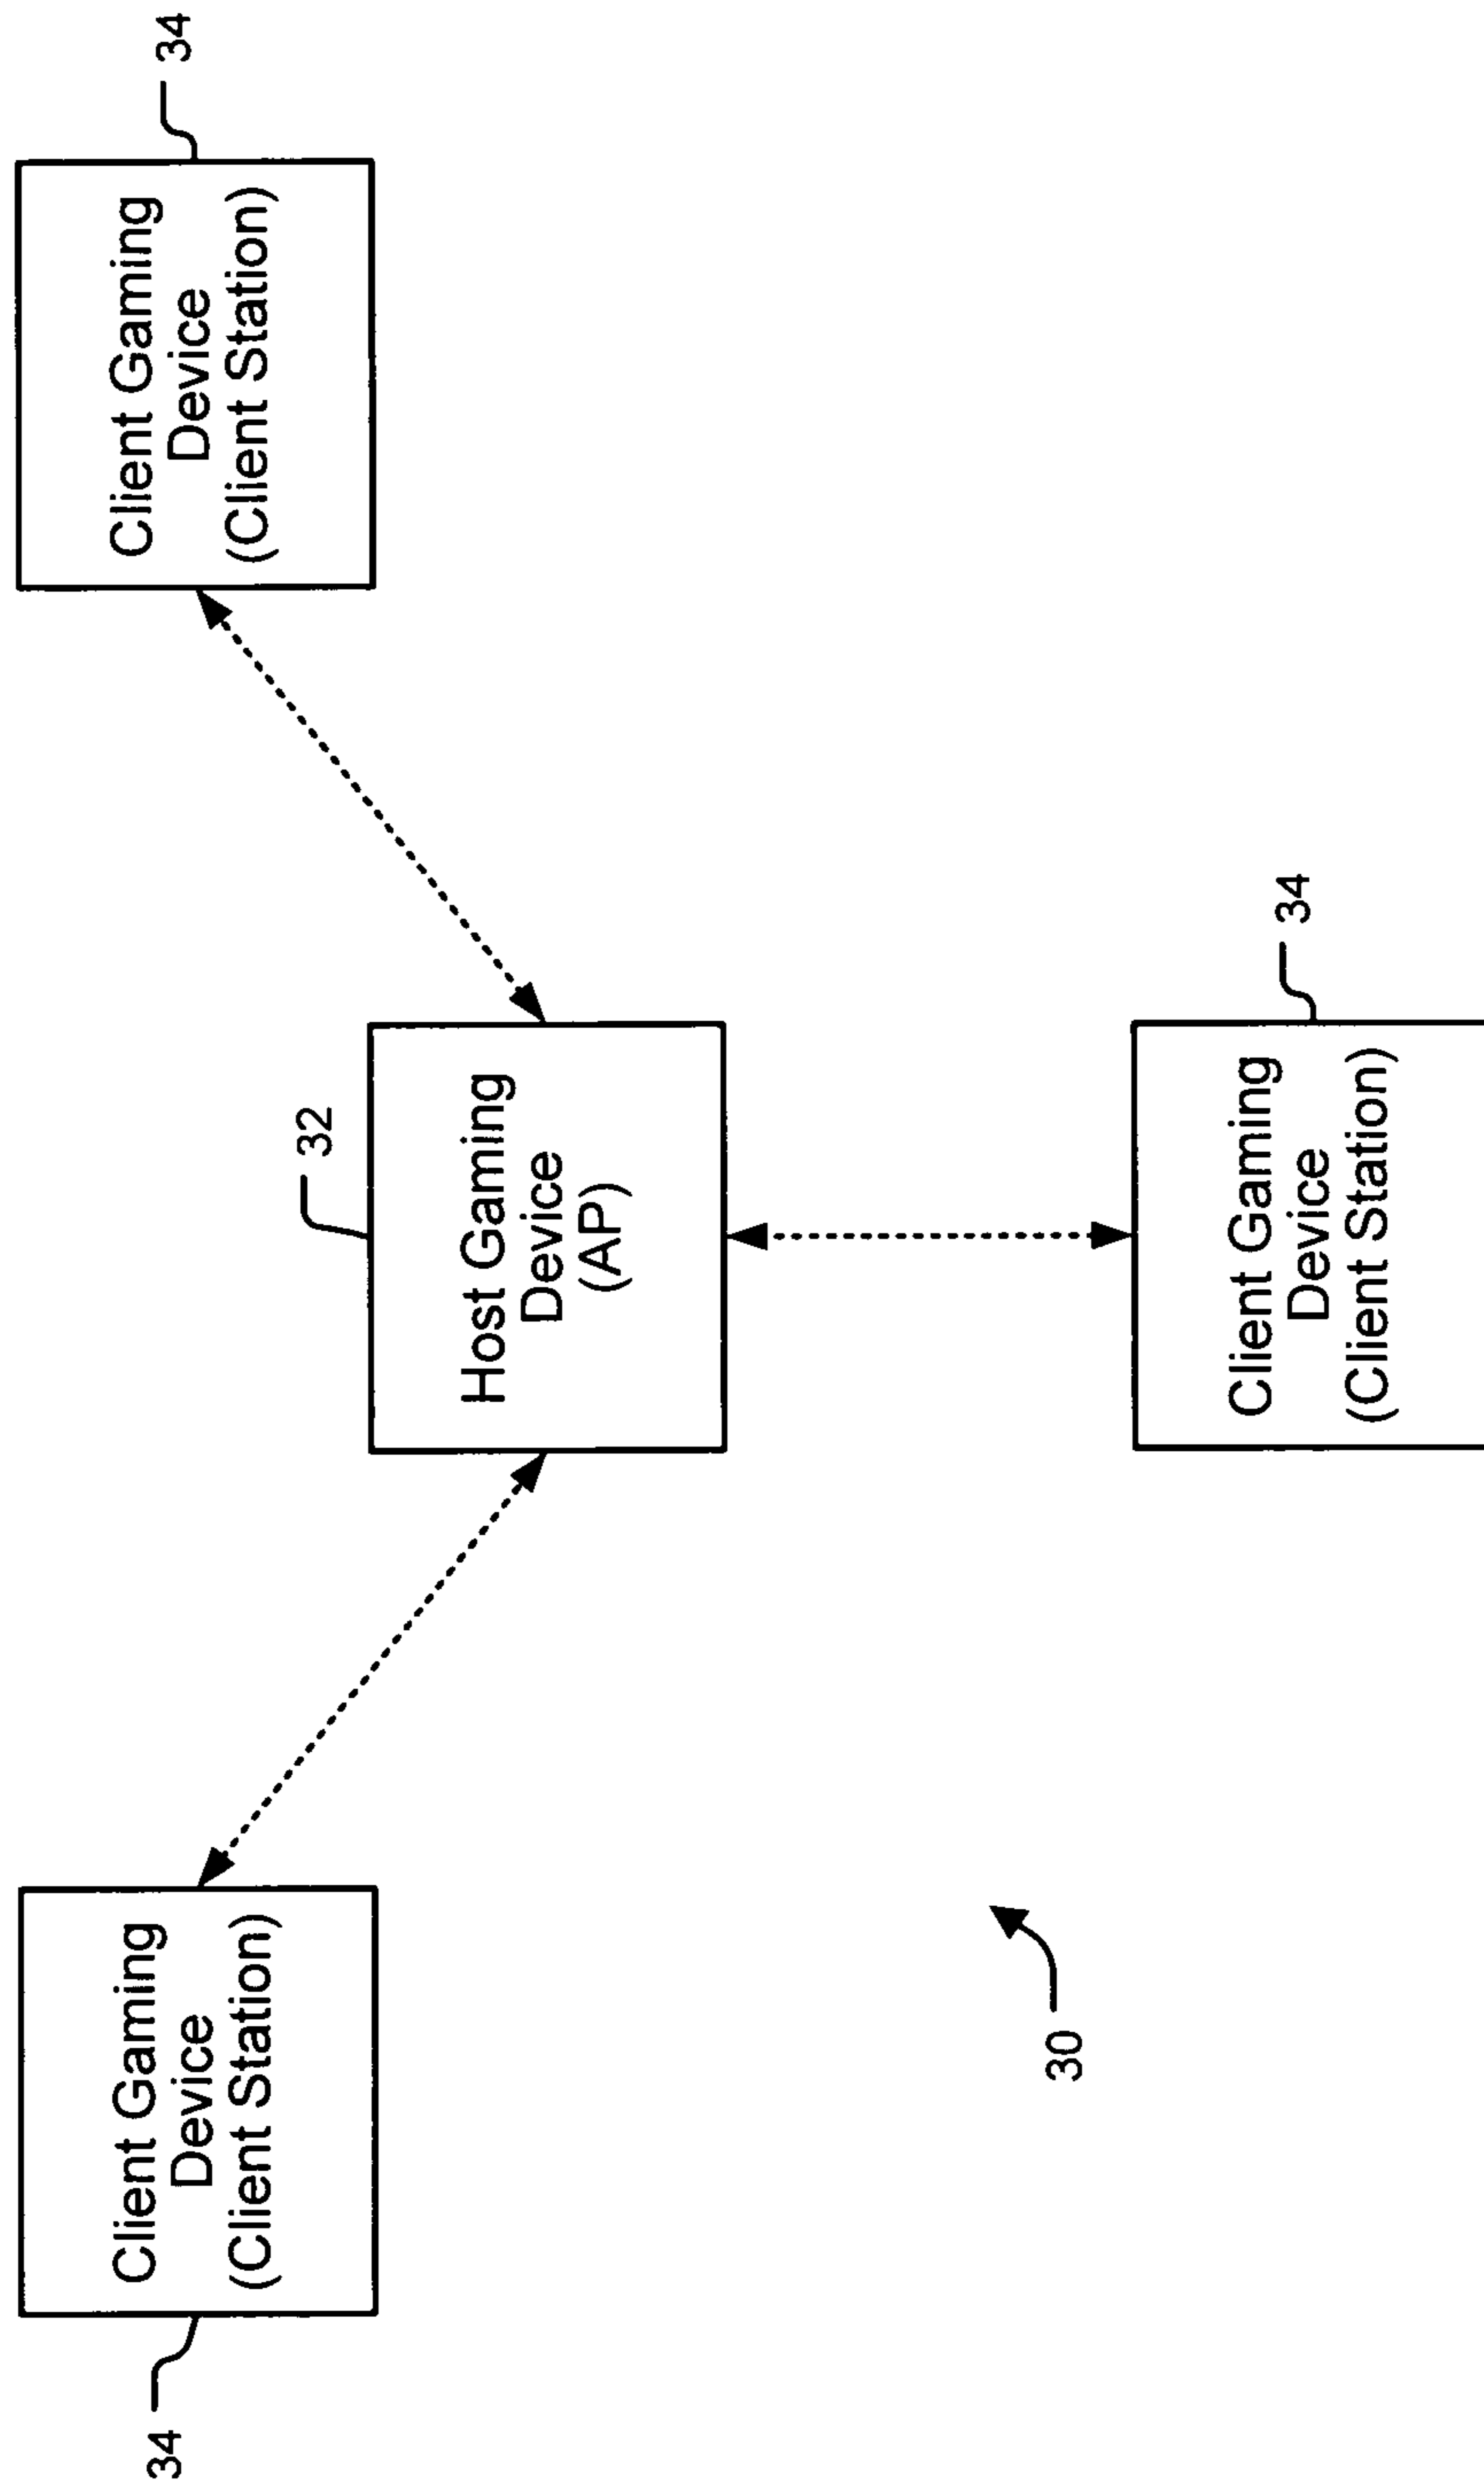 34
Client Gaming
Device
(Client Station)
Client Gaming
Device
(Client Station)
34
32
Host Gaming
Device
(AP)
30
Client Gaming
Device
(Client Station)
34